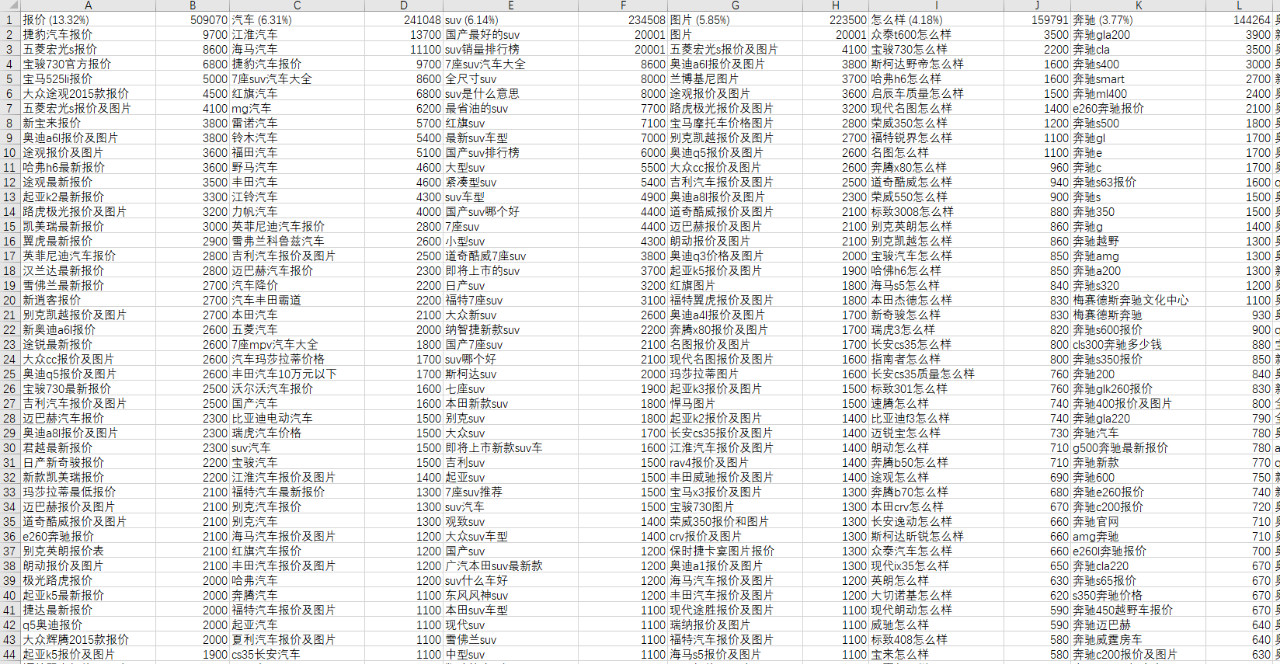 A B C D E F G H I J K L
1 报价 (13.32%) 509070 汽车 (6.31%) 241048 suv (6.14%) 234508 图片 (5.85%) 223500 怎么样 (4.18%) 159791 奔驰 (3.77%) 144264
2 捷豹汽车报价 9700 江淮汽车 13700 国产最好的suv 20001 图片 20001 众泰t600怎么样 3500 奔驰gla200 3900
3 五菱宏光s报价 8600 海马汽车 11100 suv销量排行榜 20001 五菱宏光s报价及图片 4100 宝骏730怎么样 2200 奔驰cla 3500
4 宝骏730官方报价 6800 捷豹汽车报价 9700 7座suv汽车大全 8600 奥迪a6l报价及图片 3800 斯柯达野帝怎么样 1600 奔驰s400 3000
5 宝马525li报价 5000 7座suv汽车大全 8600 全尺寸suv 8000 兰博基尼图片 3700 哈弗h6怎么样 1600 奔驰smart 2700
6 大众途观2015款报价 4500 红旗汽车 6800 suv是什么意思 8000 途观报价及图片 3600 启辰车质量怎么样 1500 奔驰ml400 2400
7 五菱宏光s报价及图片 4100 mg汽车 6200 最省油的suv 7700 路虎极光报价及图片 3200 现代名图怎么样 1400 e260奔驰报价 2100
8 新宝来报价 3800 雷诺汽车 5700 红旗suv 7100 宝马摩托车价格图片 2800 荣威350怎么样 1200 奔驰s500 1800
9 奥迪a6l报价及图片 3800 铃木汽车 5400 最新suv车型 7000 别克凯越报价及图片 2700 福特锐界怎么样 1100 奔驰gl 1700
10 途观报价及图片 3600 福田汽车 5100 国产suv排行榜 6000 奥迪q5报价及图片 2600 名图怎么样 1100 奔驰e 1700
11 哈弗h6最新报价 3600 野马汽车 4600 大型suv 5500 大众cc报价及图片 2600 奔腾x80怎么样 960 奔驰c 1700
12 途观最新报价 3500 丰田汽车 4600 紧凑型suv 5400 吉利汽车报价及图片 2500 道奇酷威怎么样 940 奔驰s63报价 1600
13 起亚k2最新报价 3300 江铃汽车 4300 suv车型 4900 奥迪a8l报价及图片 2300 荣威550怎么样 900 奔驰s 1500
14 路虎极光报价及图片 3200 力帆汽车 4000 国产suv哪个好 4400 道奇酷威报价及图片 2100 标致3008怎么样 880 奔驰350 1500
15 凯美瑞最新报价 3000 英菲尼迪汽车报价 2800 7座suv 4400 迈巴赫报价及图片 2100 别克英朗怎么样 860 奔驰g 1400
16 翼虎最新报价 2900 雪弗兰科鲁兹汽车 2600 小型suv 4300 朗动报价及图片 2100 别克凯越怎么样 860 奔驰越野 1300
17 英菲尼迪汽车报价 2800 吉利汽车报价及图片 2500 道奇酷威7座suv 3800 奥迪q3价格及图片 2000 宝骏汽车怎么样 850 奔驰amg 1300
18 汉兰达最新报价 2800 迈巴赫汽车报价 2300 即将上市的suv 3700 起亚k5报价及图片 1900 哈佛h6怎么样 850 奔驰a200 1300
19 雪佛兰最新报价 2700 汽车降价 2200 日产suv 3200 红旗图片 1800 海马s5怎么样 840 奔驰s320 1200
20 新逍客报价 2700 汽车丰田霸道 2200 福特7座suv 3100 福特翼虎报价及图片 1800 本田杰德怎么样 830 梅赛德斯奔驰文化中心 1100
21 别克凯越报价及图片 2700 本田汽车 2100 大众新suv 2600 奥迪a4l报价及图片 1700 新奇骏怎么样 830 梅赛德斯奔驰 930
22 新奥迪a6l报价 2600 五菱汽车 2000 纳智捷新款suv 2200 奔腾x80报价及图片 1700 瑞虎3怎么样 820 奔驰s600报价 900
23 途锐最新报价 2600 7座mpv汽车大全 1800 国产7座suv 2100 名图报价及图片 1700 长安cs35怎么样 800 cls300奔驰多少钱 880
24 大众cc报价及图片 2600 汽车玛莎拉蒂价格 1700 suv哪个好 2100 现代名图报价及图片 1600 指南者怎么样 800 奔驰s350报价 850
25 奥迪q5报价及图片 2600 丰田汽车10万元以下 1700 斯柯达suv 2000 玛莎拉蒂图片 1600 长安cs35质量怎么样 760 奔驰200 840
26 宝骏730最新报价 2500 沃尔沃汽车报价 1600 七座suv 1900 起亚k3报价及图片 1500 标致301怎么样 760 奔驰glk260报价 830
27 吉利汽车报价及图片 2500 国产汽车 1600 本田新款suv 1800 悍马图片 1500 速腾怎么样 740 奔驰400报价及图片 800
28 迈巴赫汽车报价 2300 比亚迪电动汽车 1500 别克suv 1800 起亚k2报价及图片 1400 比亚迪f3怎么样 740 奔驰gla220 790
29 奥迪a8l报价及图片 2300 瑞虎汽车价格 1500 大众suv 1700 长安cs35报价及图片 1400 迈锐宝怎么样 730 奔驰汽车 780
30 君越最新报价 2300 suv汽车 1500 即将上市新款suv车 1600 江淮汽车报价及图片 1400 朗动怎么样 710 g500奔驰最新报价 780
31 日产新奇骏报价 2200 宝骏汽车 1500 吉利suv 1500 rav4报价及图片 1400 奔腾b50怎么样 710 奔驰新款 770
32 新款凯美瑞报价 2200 江淮汽车报价及图片 1400 起亚suv 1500 丰田威驰报价及图片 1400 途观怎么样 690 奔驰600 750
33 玛莎拉蒂最低报价 2100 福特汽车最新报价 1300 7座suv推荐 1500 宝马x3报价及图片 1300 奔腾b70怎么样 680 奔驰e260报价 740
34 迈巴赫报价及图片 2100 别克汽车报价 1300 suv汽车 1500 宝骏730图片 1300 本田crv怎么样 670 奔驰c200报价 720
35 道奇酷威报价及图片 2100 别克汽车 1300 观致suv 1400 荣威350报价和图片 1300 长安逸动怎么样 660 奔驰官网 710
36 e260奔驰报价 2100 海马汽车报价及图片 1200 大众suv车型 1400 crv报价及图片 1300 斯柯达昕锐怎么样 660 amg奔驰 710
37 别克英朗报价表 2100 红旗汽车报价 1200 国产suv 1200 保时捷卡宴图片报价 1300 众泰汽车怎么样 660 e260l奔驰报价 700
38 朗动报价及图片 2100 丰田汽车报价及图片 1200 广汽本田suv最新款 1200 奥迪a1报价及图片 1300 现代ix35怎么样 650 奔驰cla220 670
39 极光路虎报价 2000 哈弗汽车 1200 suv什么车好 1200 海马汽车报价及图片 1200 英朗怎么样 630 奔驰s65报价 670
40 起亚k5最新报价 2000 奔腾汽车 1100 东风风神suv 1200 丰田汽车报价及图片 1200 大切诺基怎么样 620 s350奔驰价格 670
41 捷达最新报价 2000 福特汽车报价及图片 1100 本田suv车型 1100 现代途胜报价及图片 1100 现代朗动怎么样 590 奔驰450越野车报价 670
42 q5奥迪报价 2000 起亚汽车 1100 现代suv 1100 瑞纳报价及图片 1100 威驰怎么样 590 奔驰迈巴赫 640
43 大众辉腾2015款报价 2000 夏利汽车报价及图片 1100 雪佛兰suv 1100 福特汽车报价及图片 1100 标致408怎么样 580 奔驰威霆房车 640
44 起亚k5报价及图片 1900 cs35长安汽车 1100 中型suv 1100 海马s5报价及图片 1100 宝来怎么样 580 奔驰c200报价及图片 630